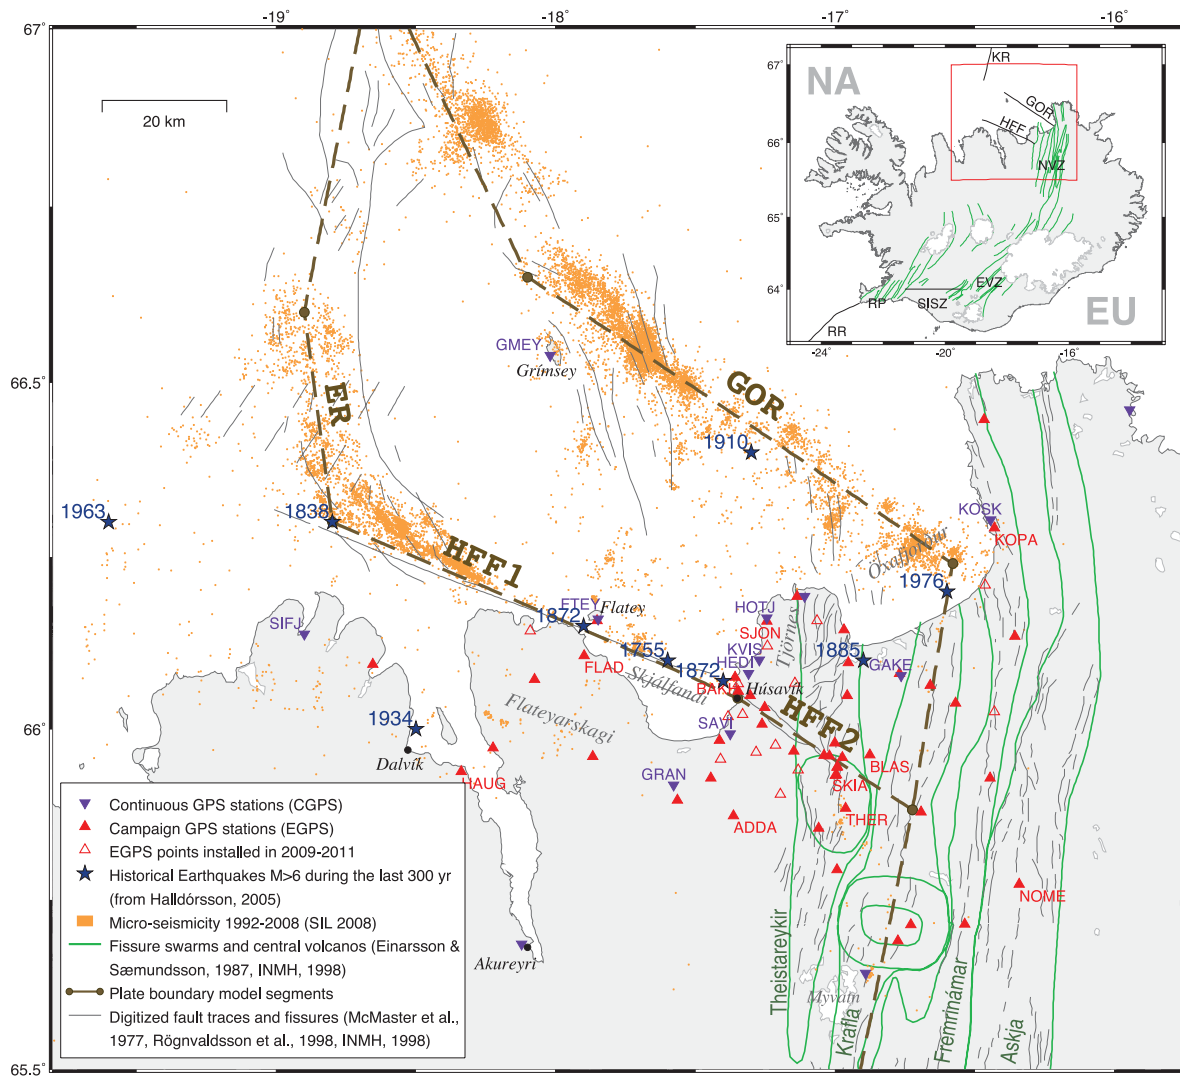 -19˚
-18˚
-17˚
-16˚
67˚
66.5˚
66˚
65.5˚
20 km
NA
EU
KR
GOR
HFF
NVZ
EVZ
SISZ
RP
RR
67˚
66˚
65˚
64˚
-24˚
-20˚
-16˚
GMEY
Grímsey
ER
GOR
1910
1963
1838
HFF1
KOSK
KOPA
Öxafjördur
1976
FTEY
Flatey
1872
SIFJ
HOTJ
SJON
Tjörnes
1755
KVIS
HEDI
1885
GAKE
FLAD
1872
Skjálfandi
BAKK
Húsavík
1934
Flateyarskagi
SAVI
HFF2
Dalvík
HAUG
GRAN
BLAS
SKIA
ADDA
THER
NOME
Akureyri
Myvatn
Theistareykir
Krafla
Fremrinámar
Askja
Continuous GPS stations (CGPS)
Campaign GPS stations (EGPS)
EGPS points installed in 2009-2011
Historical Earthquakes M>6 during the last 300 yr
(from Halldórsson, 2005)
Micro-seismicity 1992-2008 (SIL 2008)
Fissure swarms and central volcanos (Einarsson &
Sæmundsson, 1987, INMH, 1998)
Plate boundary model segments
Digitized fault traces and fissures (McMaster et al.,
1977, Rögnvaldsson et al., 1998, INMH, 1998)